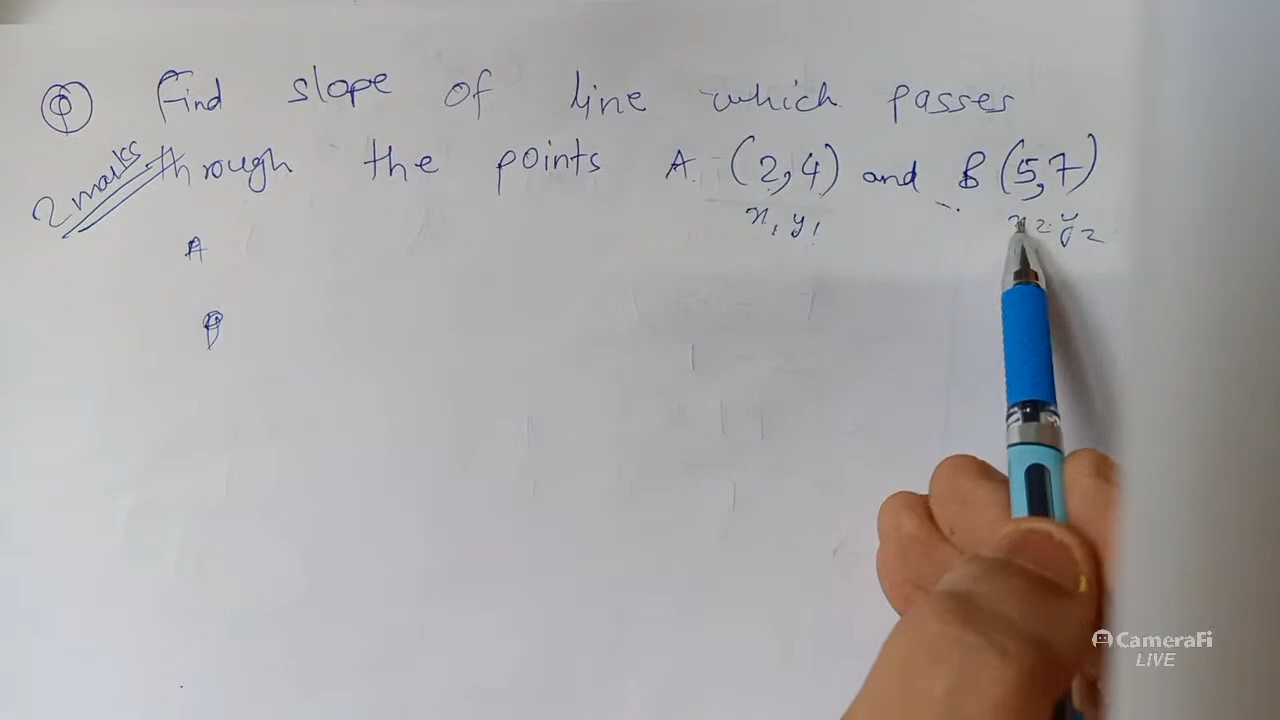 Q Find slope of line which passes
2 marks through the points A. (2,4) and B (5,7)
x1 y1 x2 y2
A
CameraFi
LIVE